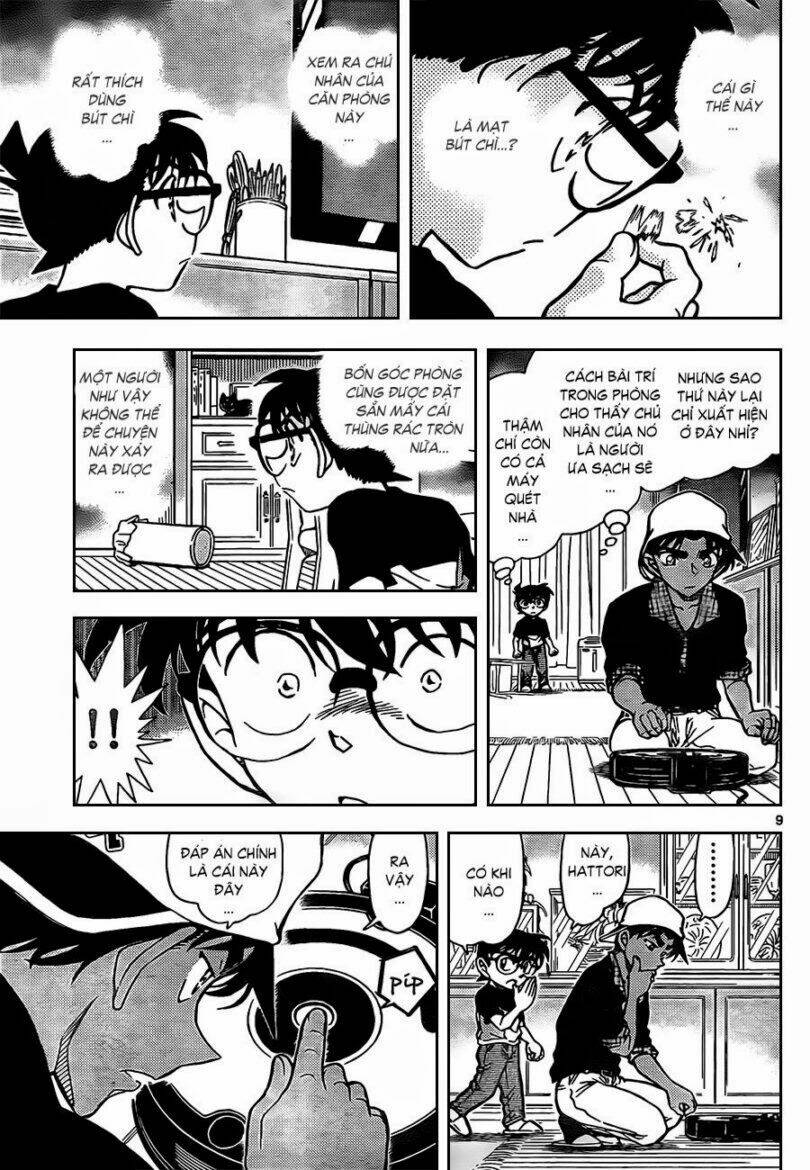 CÁI GÌ
THẾ NÀY
...
LÀ MẠT
BÚT CHÌ...?
XEM RA CHỦ
NHÂN CỦA
CĂN PHÒNG
NÀY
...
RẤT THÍCH
DÙNG
BÚT CHÌ
...
NHƯNG SAO
THỨ NÀY LẠI
CHỈ XUẤT HIỆN
Ở ĐÂY NHỈ?
CÁCH BÀI TRÍ
TRONG PHÒNG
CHO THẤY CHỦ
NHÂN CỦA NÓ
LÀ NGƯỜI
ƯA SẠCH SẼ
...
THẬM
CHÍ CÒN
CÓ CẢ
MÁY
QUÉT
NHÀ
...
BỐN GÓC PHÒNG
CŨNG ĐƯỢC ĐẶT
SẴN MẤY CÁI
THÙNG RÁC TRÒN
NỮA...
MỘT NGƯỜI
NHƯ VẬY
KHÔNG THỂ
ĐỂ CHUYỆN
NÀY XẢY
RA ĐƯỢC
...
!!
9
........
NÀY,
HATTORI
...
CÓ KHI
NÀO
...
RA
VẬY
...
ĐÁP ÁN CHÍNH
LÀ CÁI NÀY
ĐÂY
...
PÍP